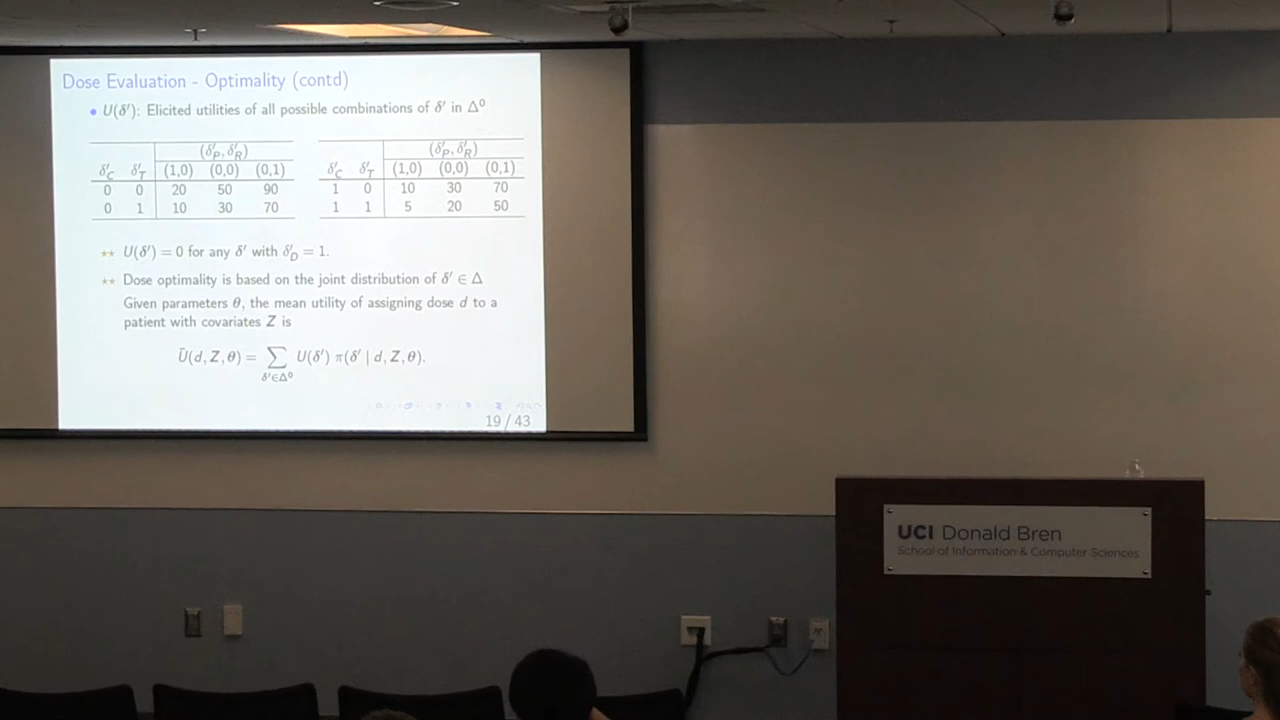 Dose Evaluation - Optimality (contd)
• U(δ′): Elicited utilities of all possible combinations of δ′ in Δ⁰
(δ′_P, δ′_R)
δ′_C δ′_T (1,0) (0,0) (0,1)
0 0 20 50 90
0 1 10 30 70
(δ′_P, δ′_R)
δ′_C δ′_T (1,0) (0,0) (0,1)
1 0 10 30 70
1 1 5 20 50
⋆⋆ U(δ′) = 0 for any δ′ with δ′_D = 1.
⋆⋆ Dose optimality is based on the joint distribution of δ′ ∈ Δ
Given parameters θ, the mean utility of assigning dose d to a
patient with covariates Z is
Ū(d, Z, θ) = ∑_{δ′∈Δ⁰} U(δ′) π(δ′ | d, Z, θ).
19 / 43
UCI Donald Bren
School of Information & Computer Sciences